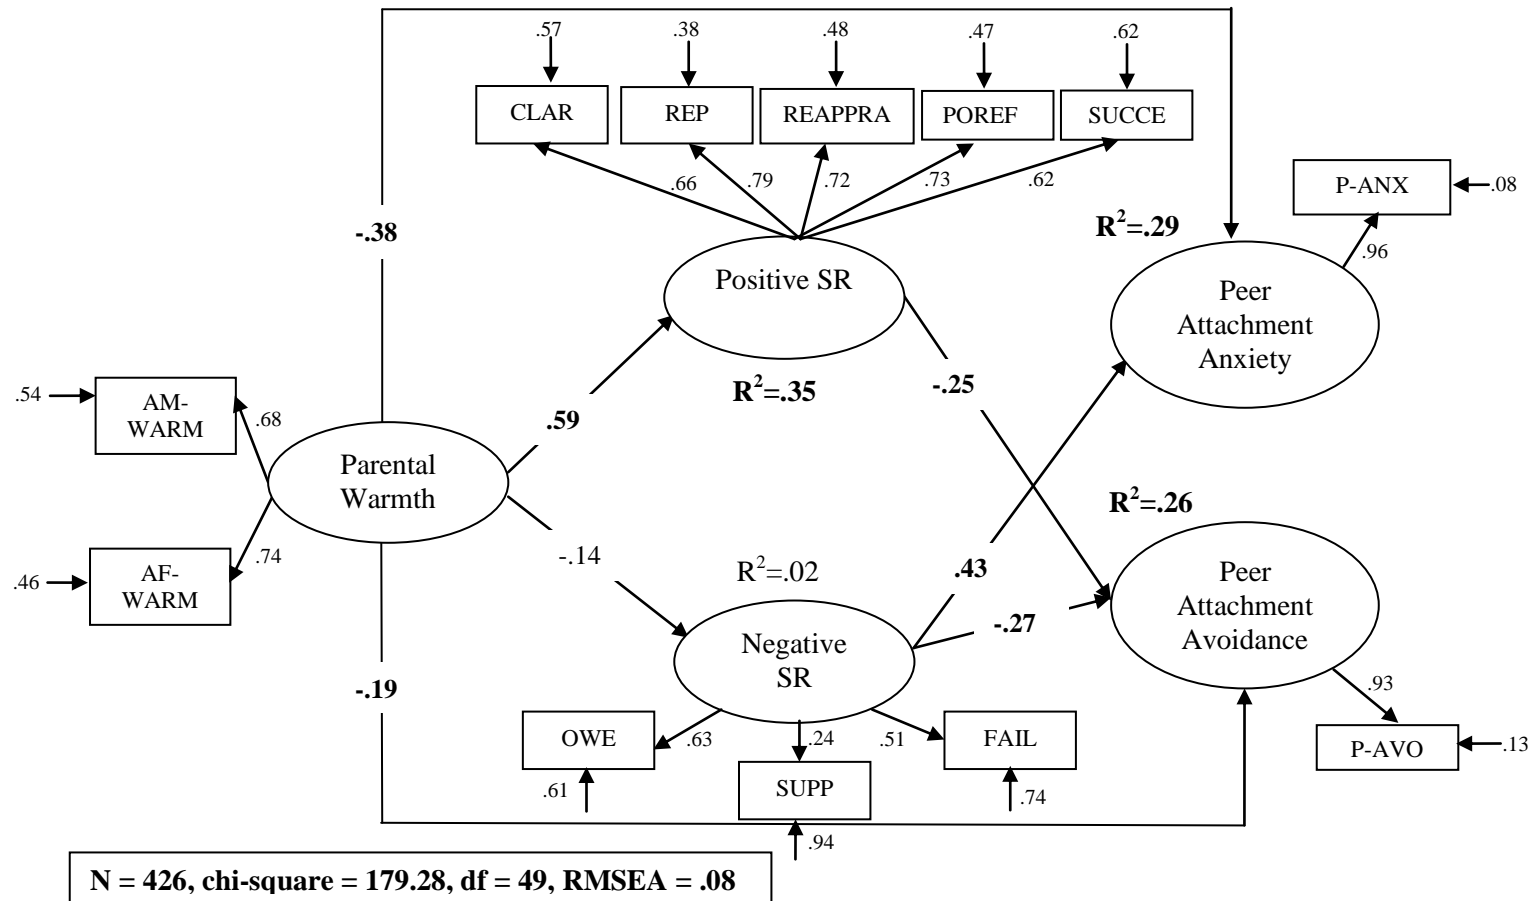 .57
.38
.48
.47
.62
CLAR
REP
REAPPRA
POREF
SUCCE
.66
.79
.72
.73
.62
P-ANX
.08
-.38
R²=.29
.96
Positive SR
Peer
Attachment
Anxiety
R²=.35
-.25
.54
AM-
WARM
.68
.59
Parental
Warmth
R²=.26
.74
-.14
.46
AF-
WARM
R²=.02
.43
Peer
Attachment
Avoidance
-.27
Negative
SR
-.19
.93
OWE
.63
.24
.51
FAIL
P-AVO
.13
.61
SUPP
.74
.94
N = 426, chi-square = 179.28, df = 49, RMSEA = .08